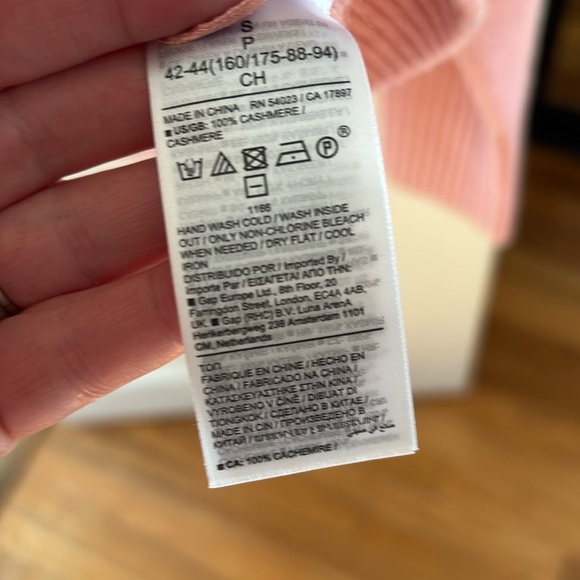 S
P
42-44(160/175-88-94)
CH
MADE IN CHINA RN 54023 / CA 17897
■ US/GB: 100% CASHMERE /
CASHMERE
P ®
1166
HAND WASH COLD / WASH INSIDE
OUT / ONLY NON-CHLORINE BLEACH
WHEN NEEDED / DRY FLAT / COOL
IRON
DISTRIBUIDO POR / Imported By /
Importe Par / ΕΙΣΑΓΕΤΑΙ ΑΠΟ ΤΗΝ:
■ Gap Europe Ltd., 8th Floor, 20
Farringdon Street, London, EC4A 4AB,
UK. ■ Gap (RHC) B.V. Luna ArenA
Herikerbergweg 238 Amsterdam 1101
CM, Netherlands
ΤΟΠ
FABRIQUÉ EN CHINE / HECHO EN
CHINA / FABRICADO NA CHINA /
ΚΑΤΑΣΚΕΥΑΣΤΗΚΕ ΣΤΗΝ ΚΙΝΑ /
VYROBENO V ČÍNĚ / DIBUAT DI
TIONGKOK / СДЕЛАНО В КИТАЕ /
MADE IN CIN / ПРОИЗВЕДЕНО В
КИТАЙ /
■ CA: 100% CACHEMIRE /